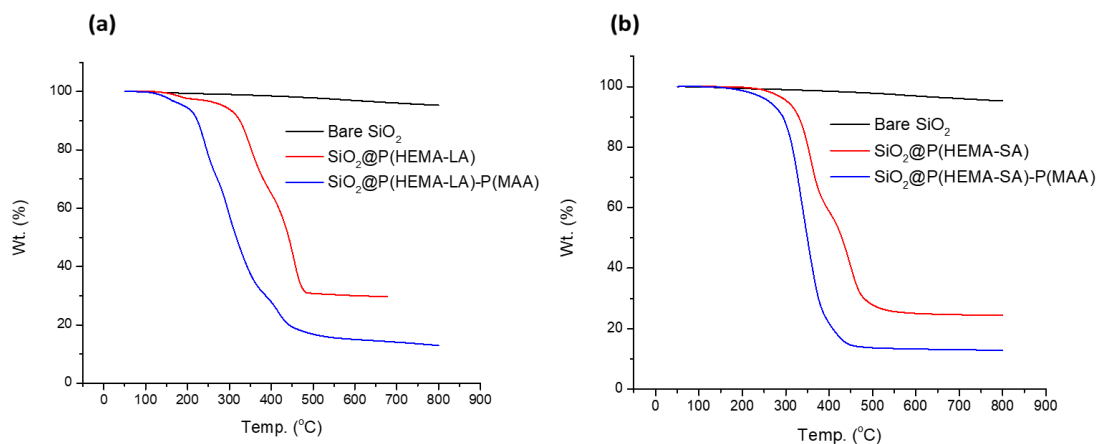 (a)
100
80
60
40
20
0
Wt. (%)
Bare SiO₂
SiO₂@P(HEMA-LA)
SiO₂@P(HEMA-LA)-P(MAA)
0 100 200 300 400 500 600 700 800 900
Temp. (°C)
(b)
100
80
60
40
20
0
Wt. (%)
Bare SiO₂
SiO₂@P(HEMA-SA)
SiO₂@P(HEMA-SA)-P(MAA)
0 100 200 300 400 500 600 700 800 900
Temp. (°C)